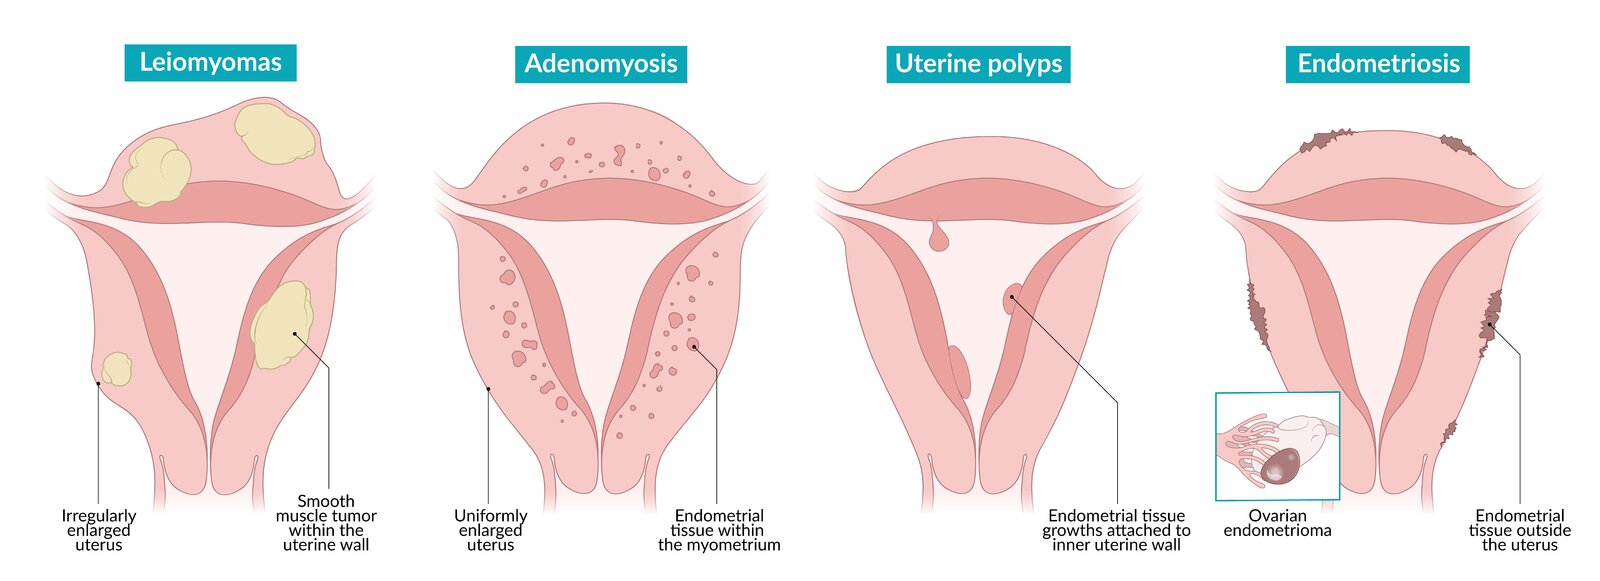 Leiomyomas
Irregularly
enlarged
uterus
Smooth
muscle tumor
within the
uterine wall
Adenomyosis
Uniformly
enlarged
uterus
Endometrial
tissue within
the myometrium
Uterine polyps
Endometrial tissue
growths attached to
inner uterine wall
Endometriosis
Ovarian
endometrioma
Endometrial
tissue outside
the uterus